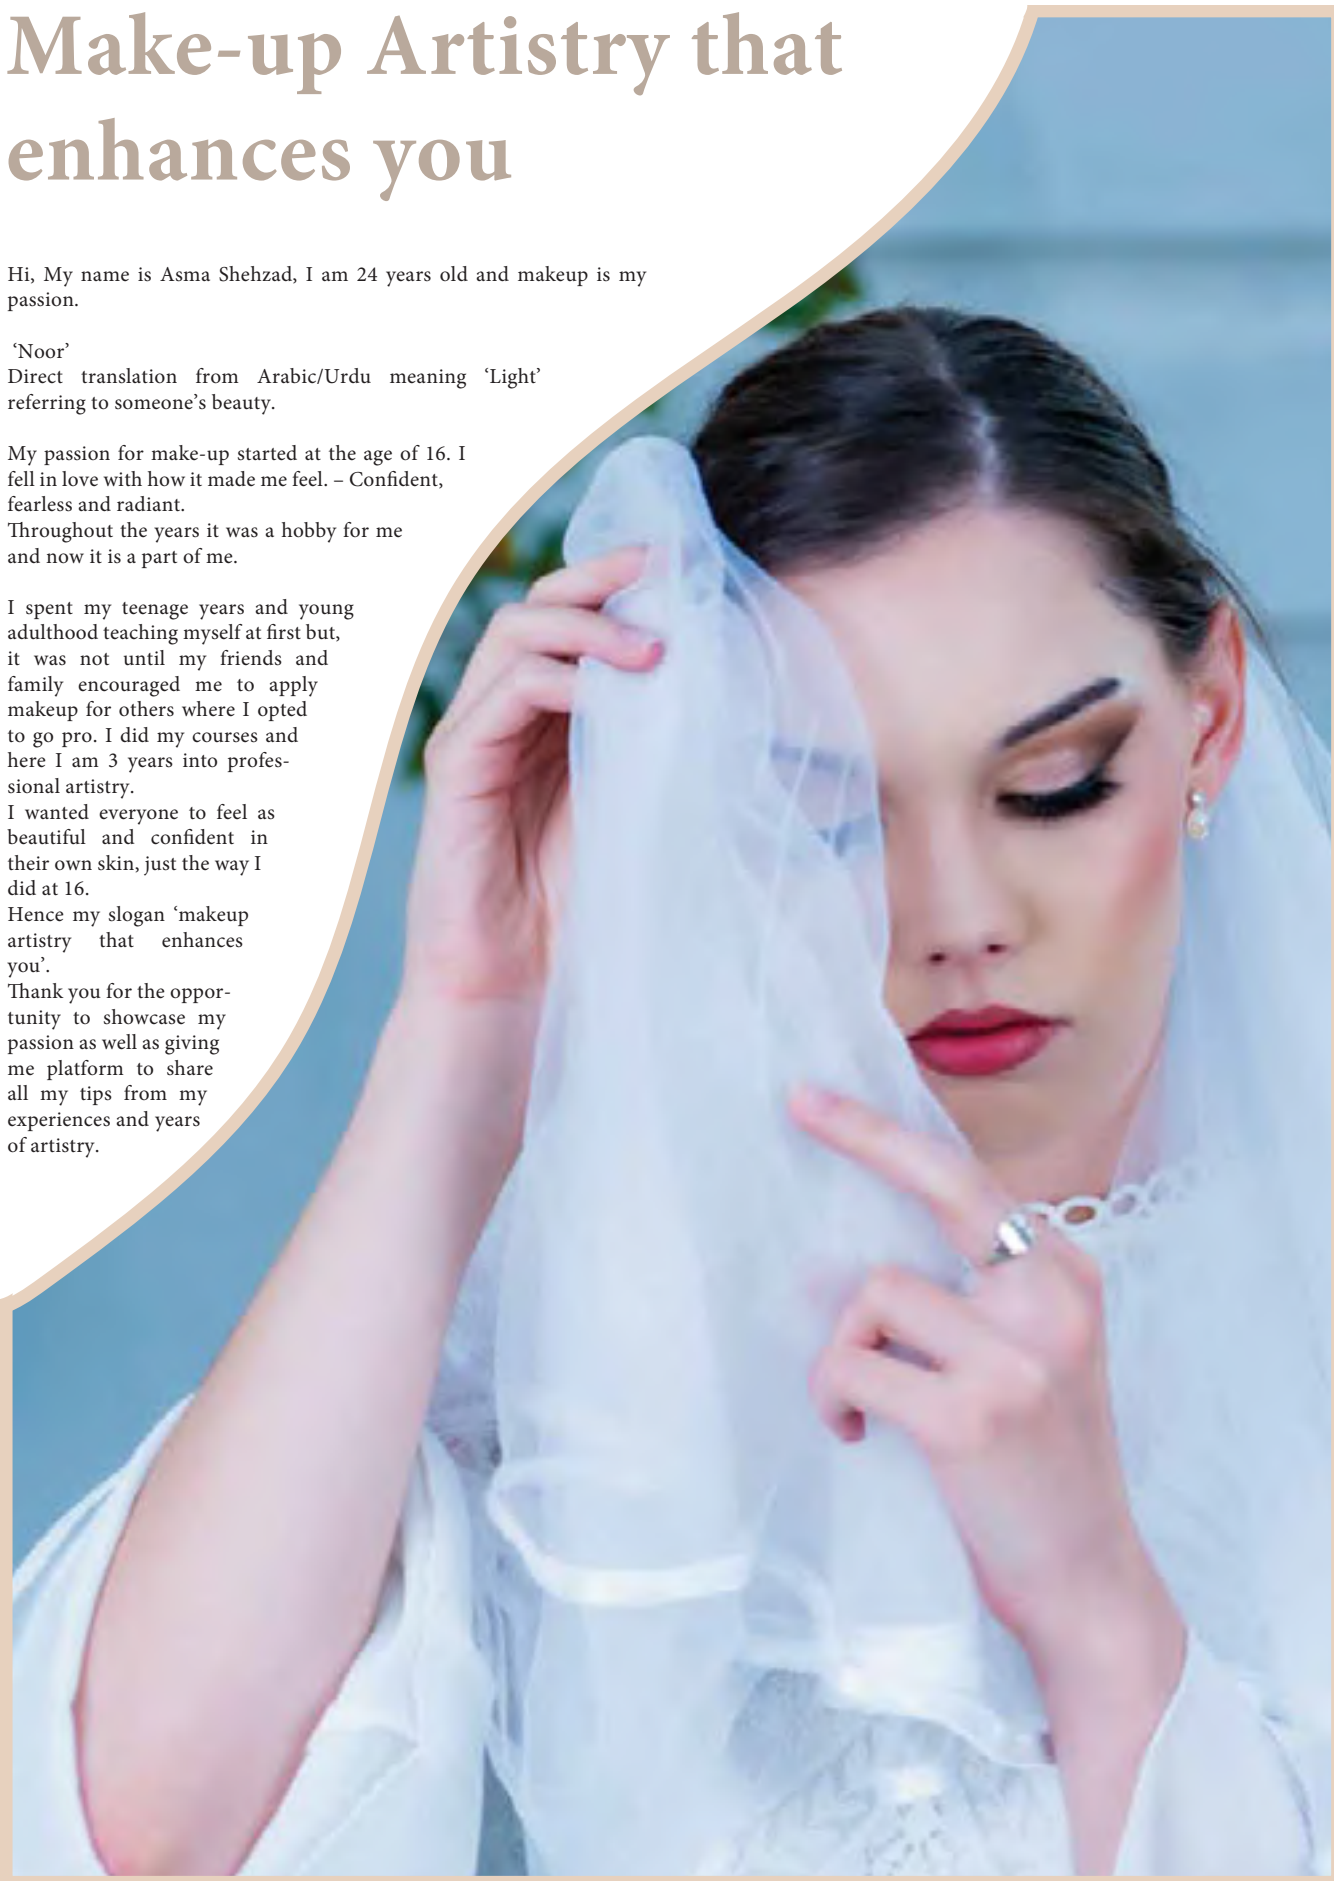 Make-up Artistry that
enhances you
Hi, My name is Asma Shehzad, I am 24 years old and makeup is my
passion.
‘Noor’
Direct translation from Arabic/Urdu meaning ‘Light’
referring to someone’s beauty.
My passion for make-up started at the age of 16. I
fell in love with how it made me feel. – Confident,
fearless and radiant.
Throughout the years it was a hobby for me
and now it is a part of me.
I spent my teenage years and young
adulthood teaching myself at first but,
it was not until my friends and
family encouraged me to apply
makeup for others where I opted
to go pro. I did my courses and
here I am 3 years into profes-
sional artistry.
I wanted everyone to feel as
beautiful and confident in
their own skin, just the way I
did at 16.
Hence my slogan ‘makeup
artistry that enhances
you’.
Thank you for the oppor-
tunity to showcase my
passion as well as giving
me platform to share
all my tips from my
experiences and years
of artistry.